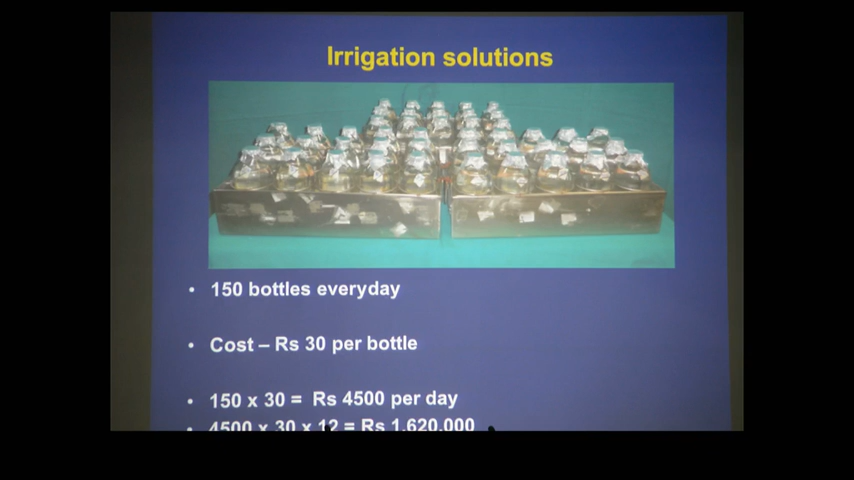 Irrigation solutions
• 150 bottles everyday
• Cost – Rs 30 per bottle
• 150 x 30 = Rs 4500 per day
• 4500 x 30 x 12 = Rs 1,620,000